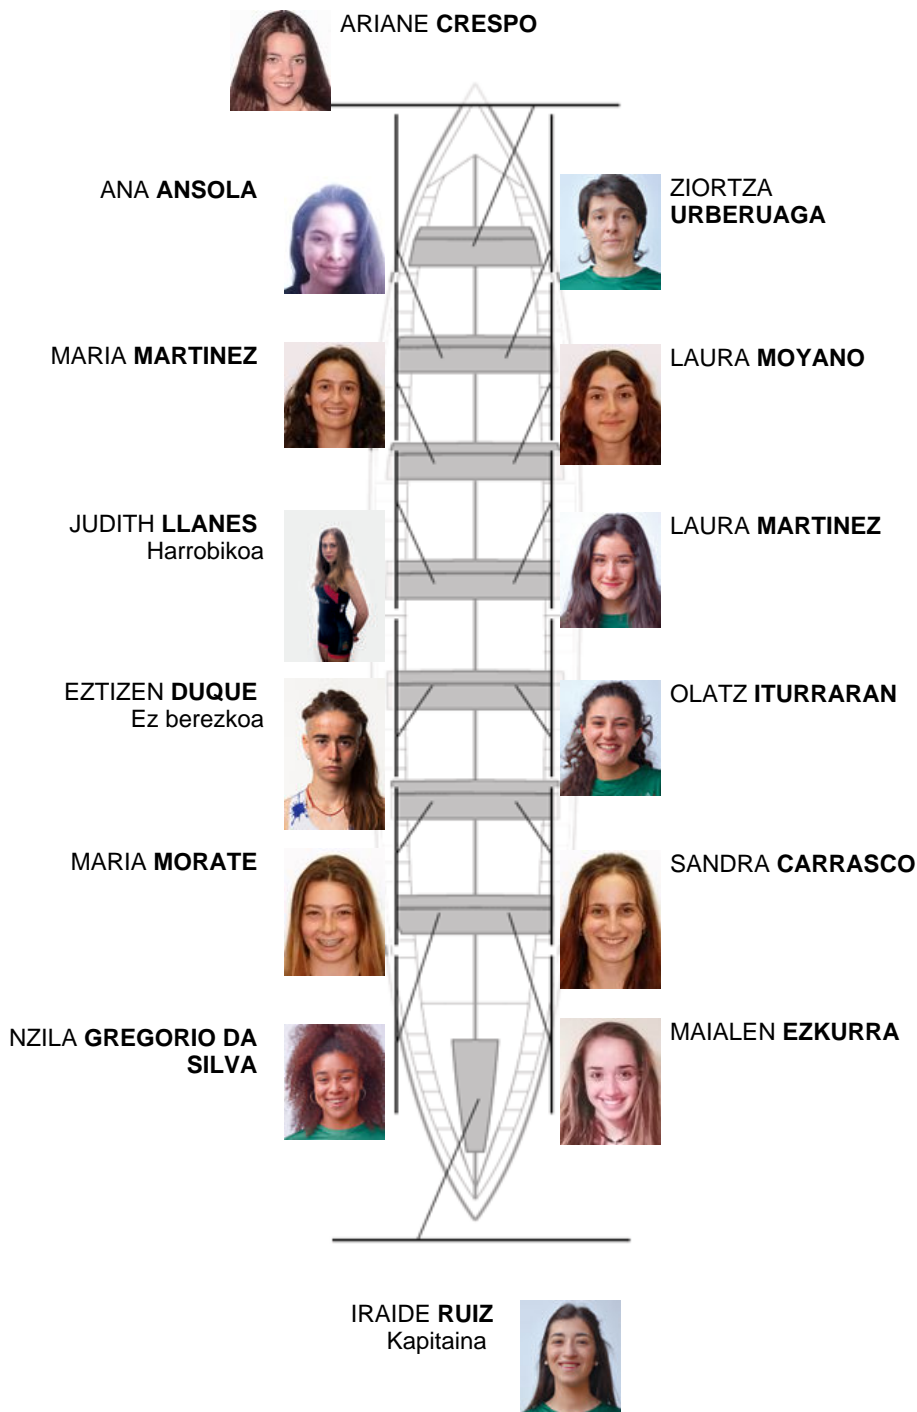 ARIANE CRESPO
ANA ANSOLA
ZIORTZA
URBERUAGA
MARIA MARTINEZ
LAURA MOYANO
JUDITH LLANES
Harrobikoa
LAURA MARTINEZ
EZTIZEN DUQUE
Ez berezkoa
OLATZ ITURRARAN
MARIA MORATE
SANDRA CARRASCO
NZILA GREGORIO DA
SILVA
MAIALEN EZKURRA
IRAIDE RUIZ
Kapitaina